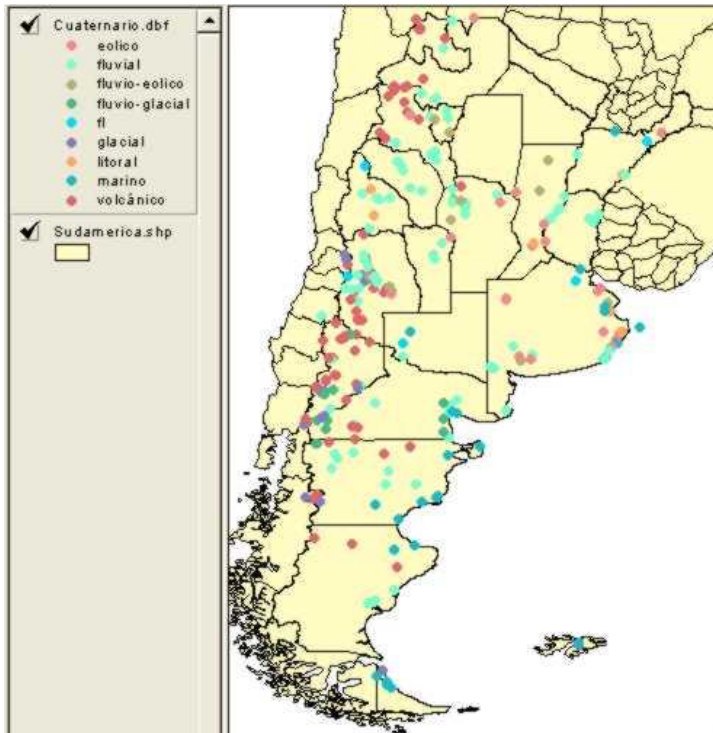 Cuaternario.dbf
eolico
fluvial
fluvio-eolico
fluvio-glacial
fl
glacial
litoral
marino
volcánico
Sudamerica.shp